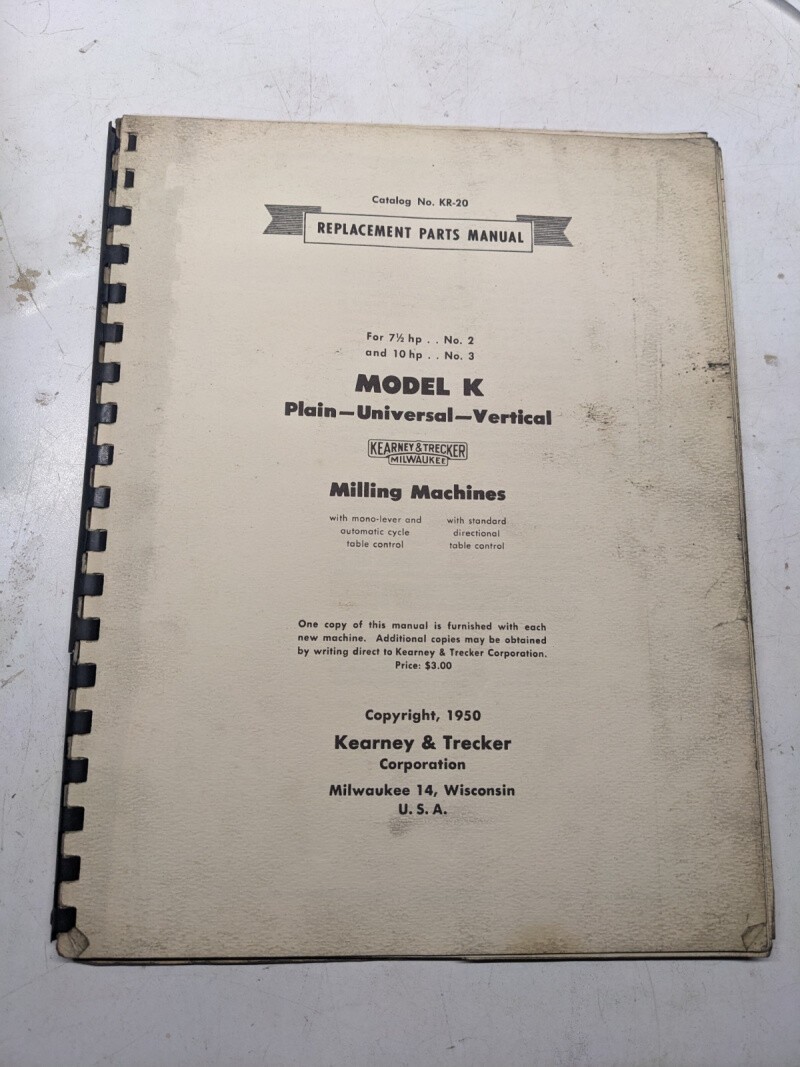 Catalog No. KR-20
REPLACEMENT PARTS MANUAL
For 7½ hp . . No. 2
and 10 hp . . No. 3
MODEL K
Plain—Universal—Vertical
KEARNEY & TRECKER
MILWAUKEE
Milling Machines
with mono-lever and
automatic cycle
table control
with standard
directional
table control
One copy of this manual is furnished with each
new machine. Additional copies may be obtained
by writing direct to Kearney & Trecker Corporation.
Price: $3.00
Copyright, 1950
Kearney & Trecker
Corporation
Milwaukee 14, Wisconsin
U. S. A.